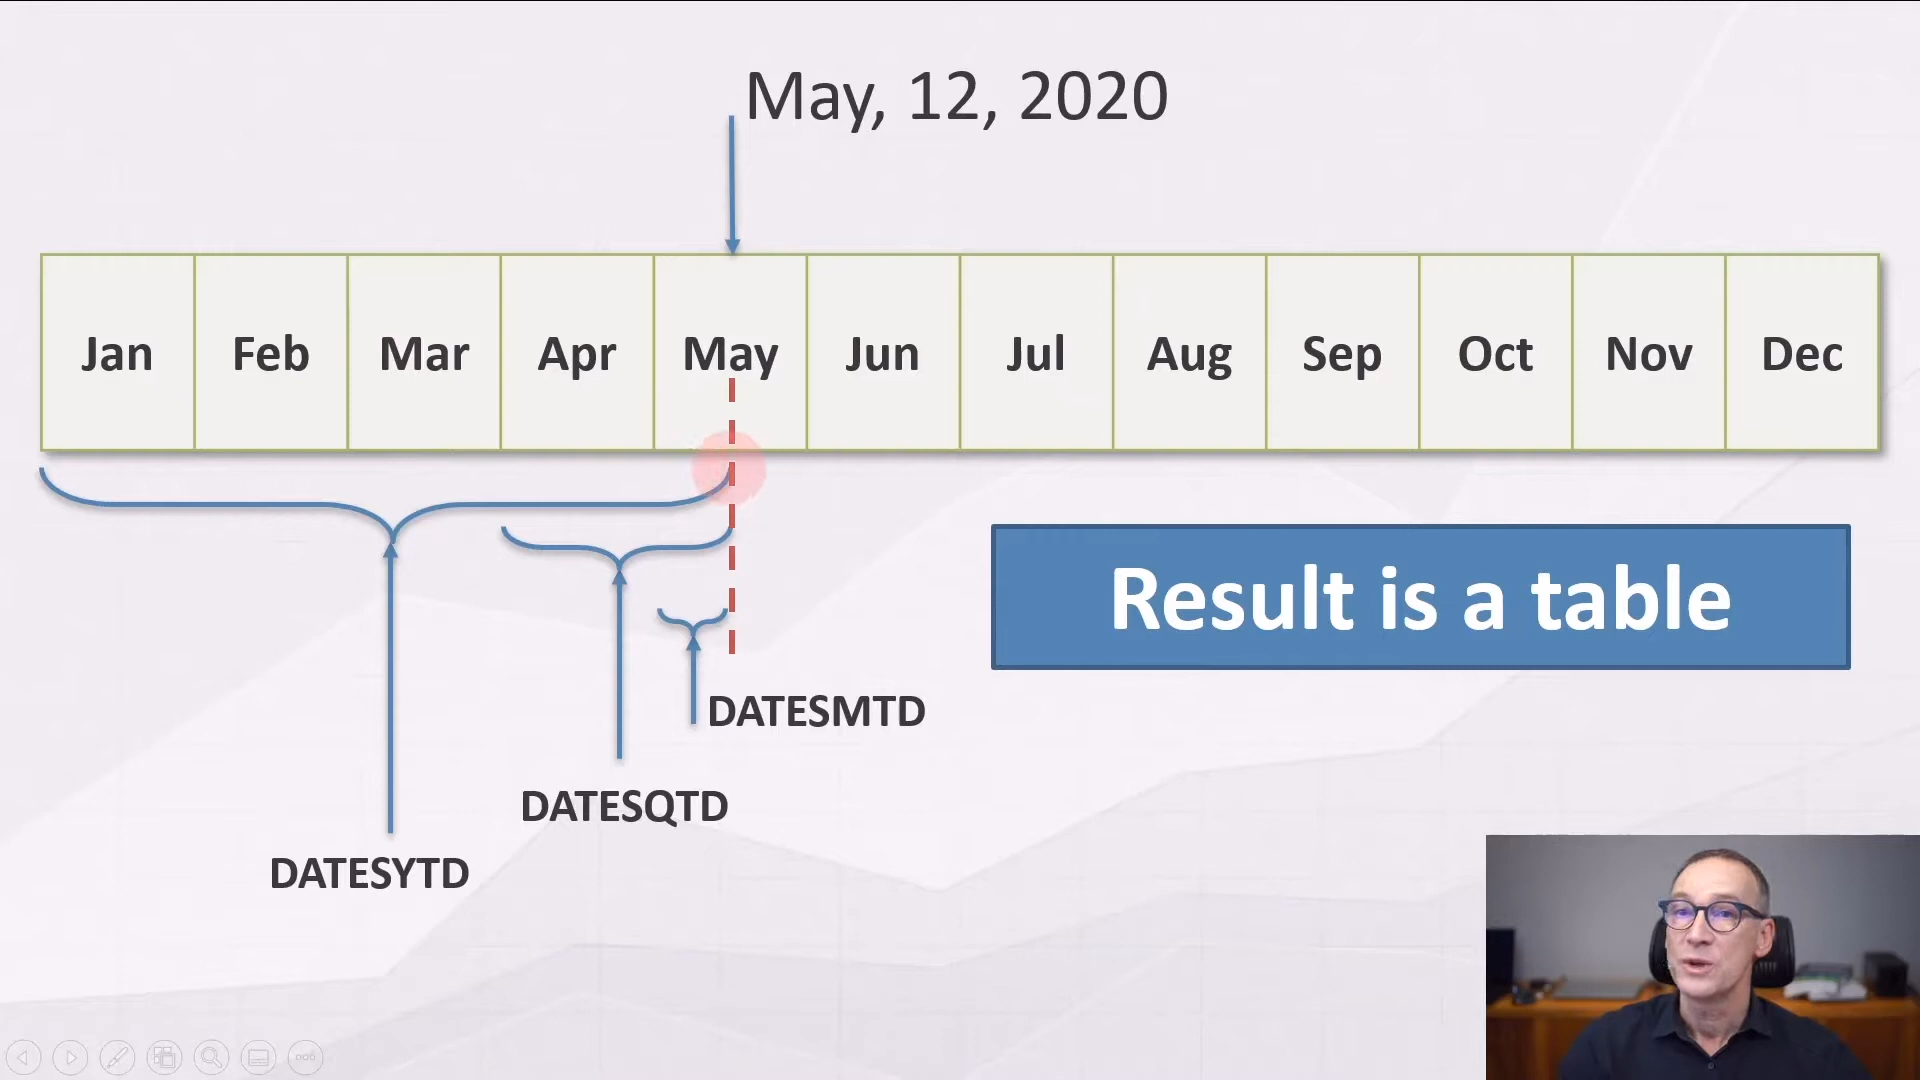 May, 12, 2020
Jan Feb Mar Apr May Jun Jul Aug Sep Oct Nov Dec
Result is a table
DATESMTD
DATESQTD
DATESYTD